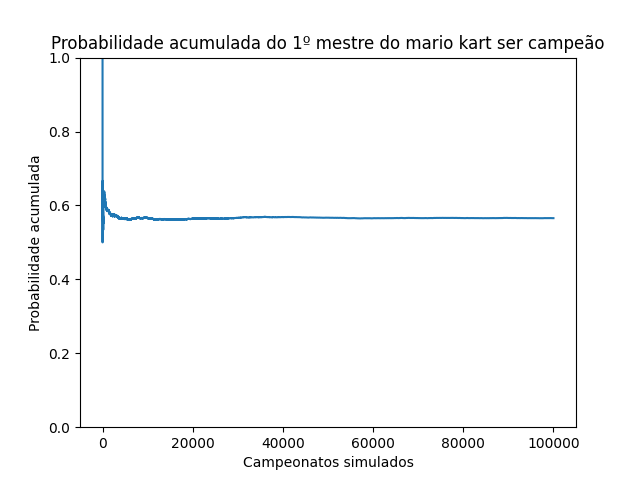 Probabilidade acumulada do 1º mestre do mario kart ser campeão
1.0
0.8
0.6
0.4
0.2
0.0
Probabilidade acumulada
0 20000 40000 60000 80000 100000
Campeonatos simulados